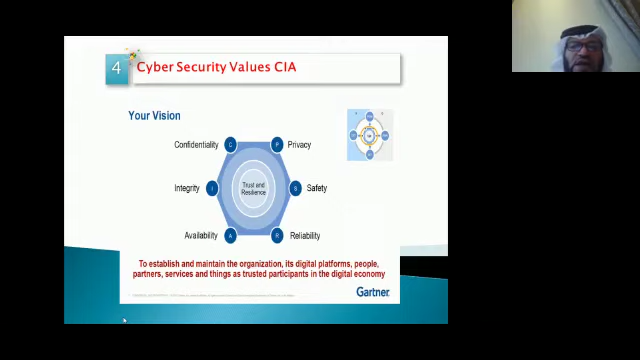 4
Cyber Security Values CIA
Your Vision
Confidentiality C P Privacy
Integrity I Trust and Resilience S Safety
Availability A R Reliability
To establish and maintain the organization, its digital platforms, people,
partners, services and things as trusted participants in the digital economy
Gartner